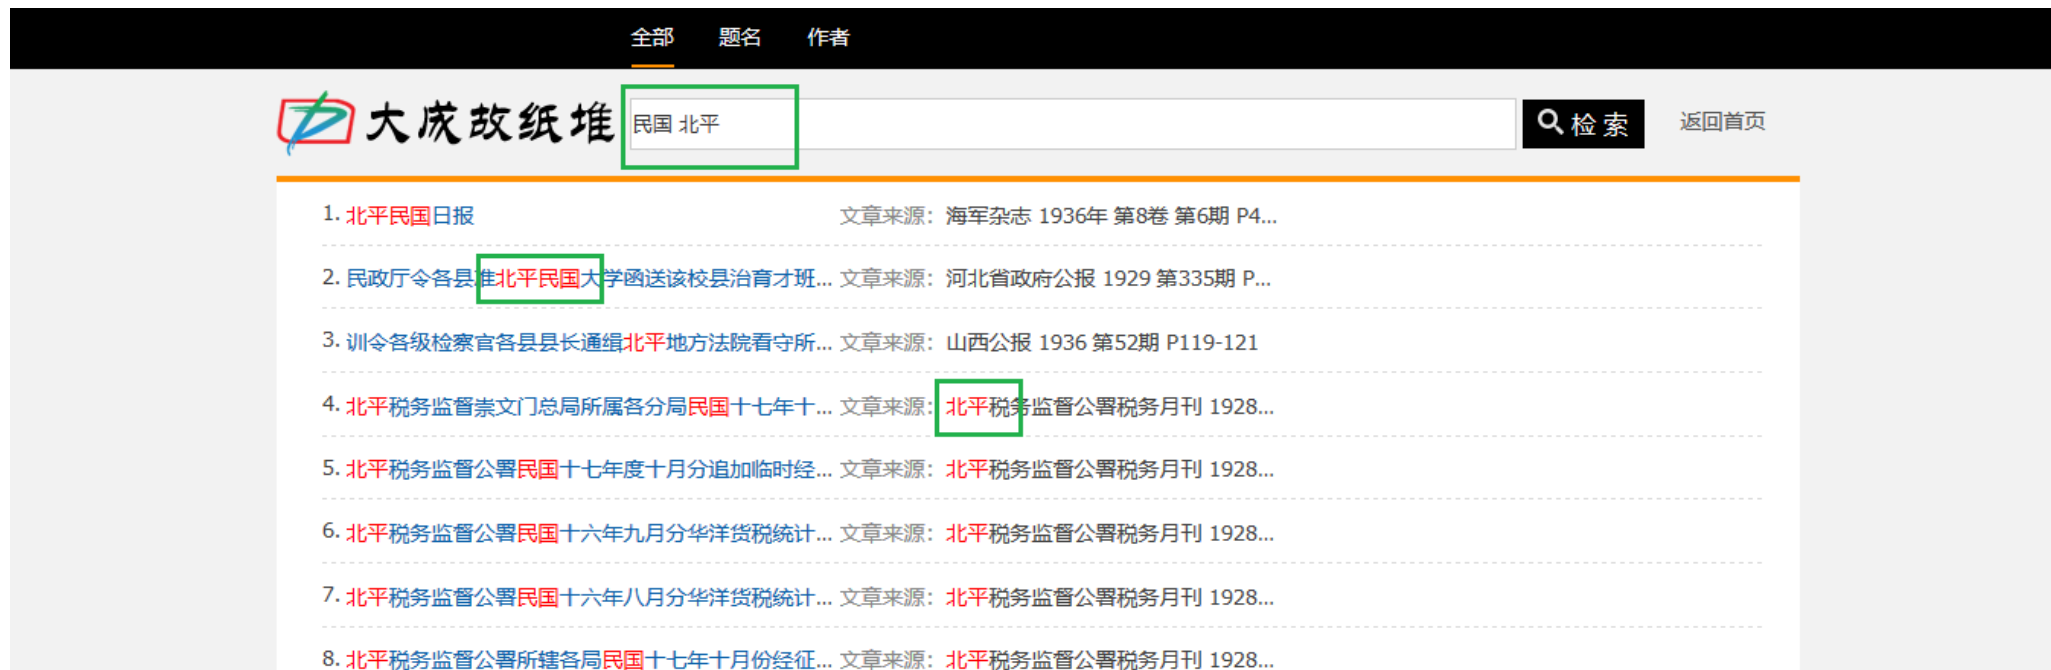 全部 题名 作者
大成故纸堆 民国 北平 检索 返回首页
1. 北平民国日报 文章来源：海军杂志 1936年 第8卷 第6期 P4...
2. 民政厅令各县准北平民国大学函送该校县治育才班... 文章来源：河北省政府公报 1929 第335期 P...
3. 训令各级检察官各县县长通缉北平地方法院看守所... 文章来源：山西公报 1936 第52期 P119-121
4. 北平税务监督崇文门总局所属各分局民国十七年十... 文章来源：北平税务监督公署税务月刊 1928...
5. 北平税务监督公署民国十七年度十月分追加临时经... 文章来源：北平税务监督公署税务月刊 1928...
6. 北平税务监督公署民国十六年九月分华洋货税统计... 文章来源：北平税务监督公署税务月刊 1928...
7. 北平税务监督公署民国十六年八月分华洋货税统计... 文章来源：北平税务监督公署税务月刊 1928...
8. 北平税务监督公署所辖各局民国十七年十月份经征... 文章来源：北平税务监督公署税务月刊 1928...